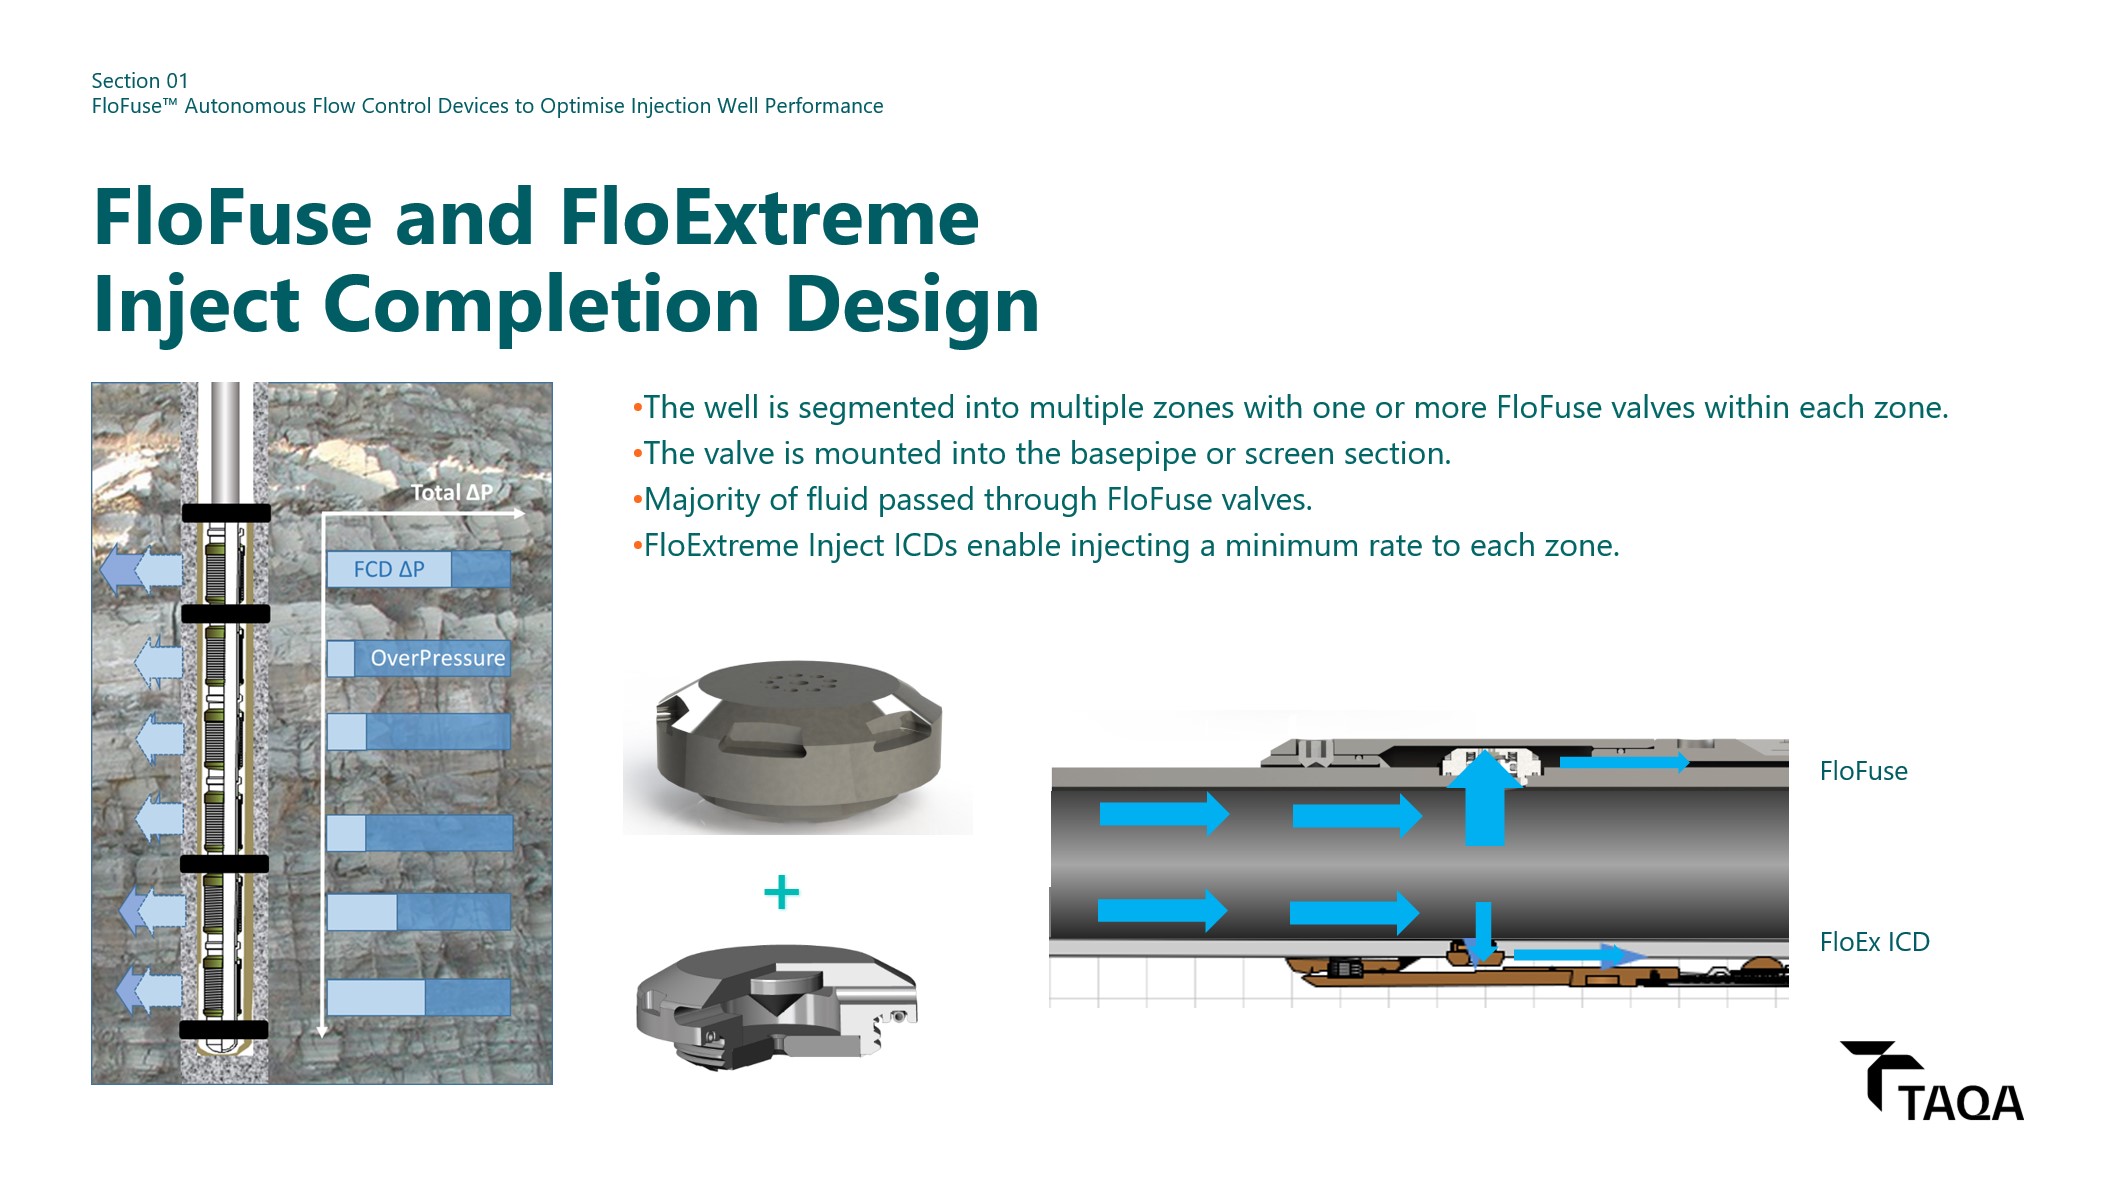 Section 01
FloFuse™ Autonomous Flow Control Devices to Optimise Injection Well Performance
FloFuse and FloExtreme
Inject Completion Design
•The well is segmented into multiple zones with one or more FloFuse valves within each zone.
•The valve is mounted into the basepipe or screen section.
•Majority of fluid passed through FloFuse valves.
•FloExtreme Inject ICDs enable injecting a minimum rate to each zone.
Total ΔP
FCD ΔP
OverPressure
+
FloFuse
FloEx ICD
TAQA